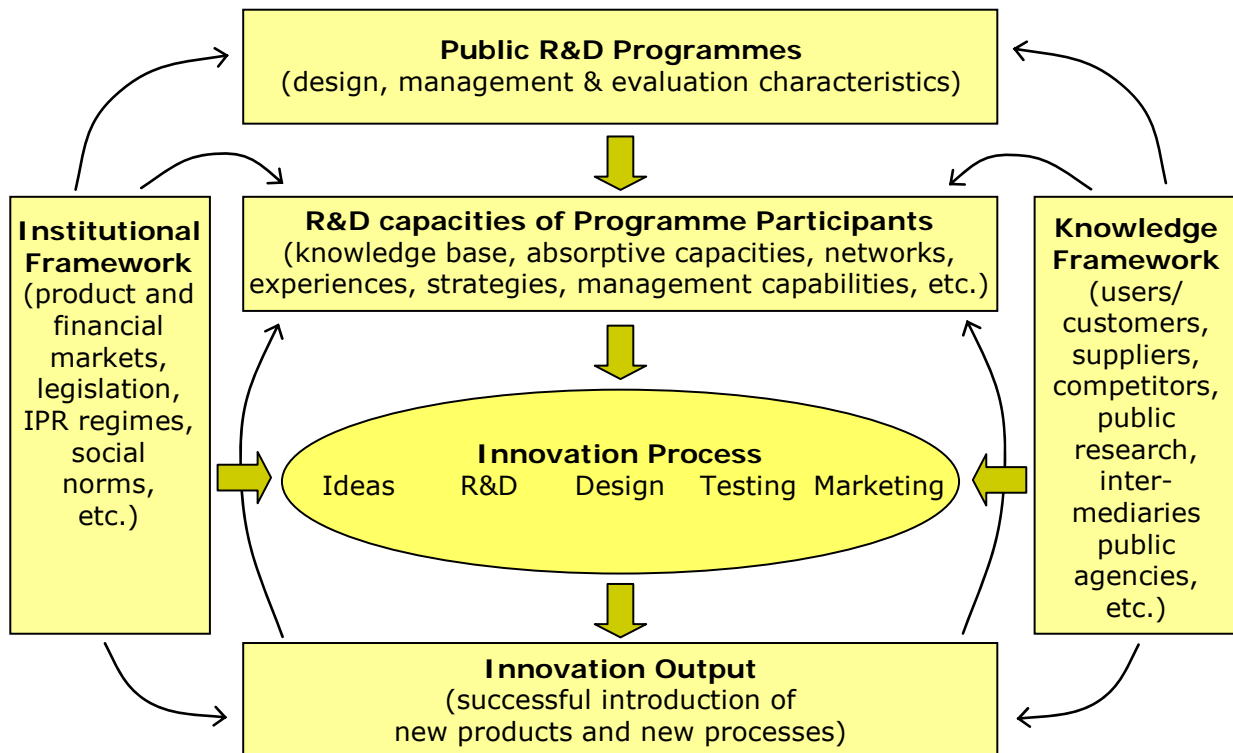 Public R&D Programmes
(design, management & evaluation characteristics)
R&D capacities of Programme Participants
(knowledge base, absorptive capacities, networks,
experiences, strategies, management capabilities, etc.)
Institutional
Framework
(product and
financial
markets,
legislation,
IPR regimes,
social
norms,
etc.)
Innovation Process
Ideas R&D Design Testing Marketing
Knowledge
Framework
(users/
customers,
suppliers,
competitors,
public
research,
inter-
mediaries
public
agencies,
etc.)
Innovation Output
(successful introduction of
new products and new processes)